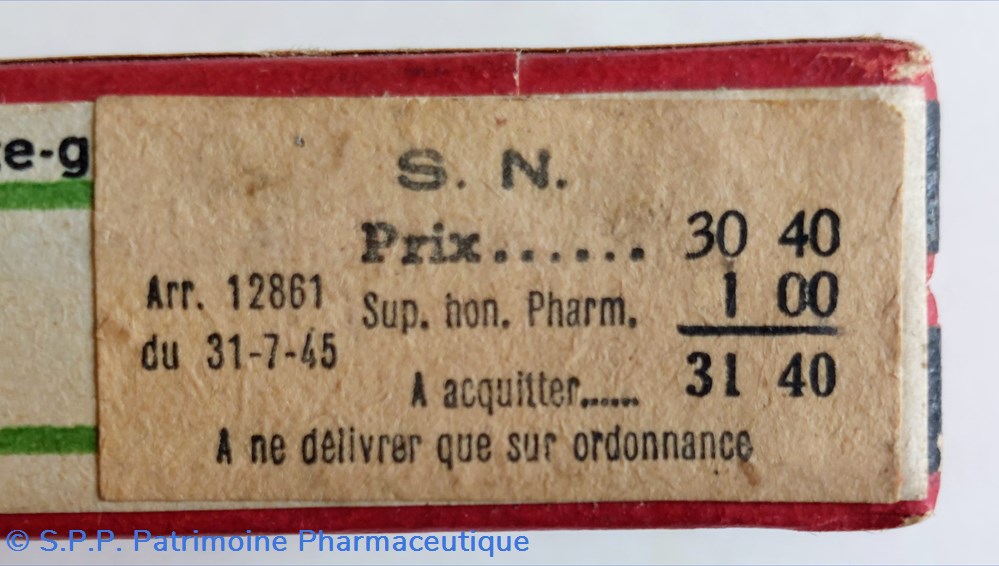 te-g
S. N.
Prix...... 30 40
Arr. 12861
Sup. hon. Pharm. 1 00
du 31-7-45
A acquitter...... 31 40
A ne délivrer que sur ordonnance
© S.P.P. Patrimoine Pharmaceutique